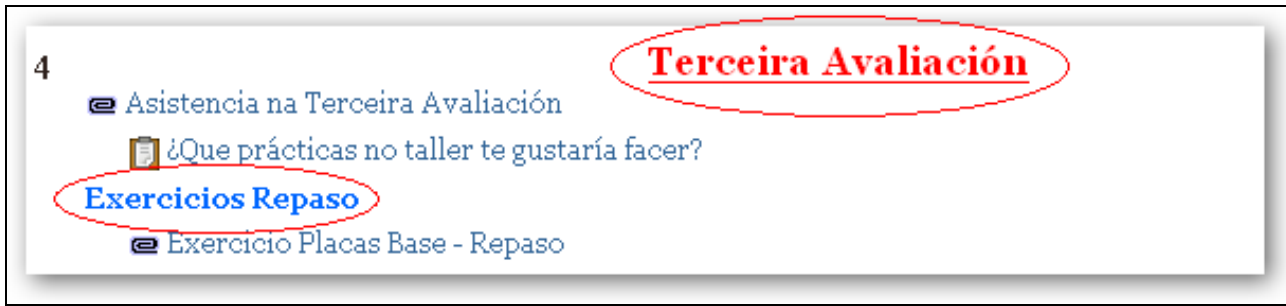 Terceira Avaliación
4
Asistencia na Terceira Avaliación
¿Que prácticas no taller te gustaría facer?
Exercicios Repaso
Exercicio Placas Base - Repaso